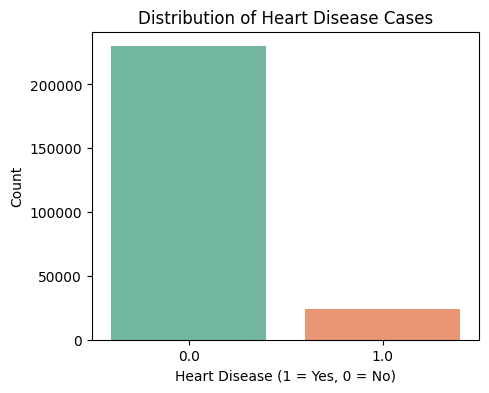 Distribution of Heart Disease Cases
200000
150000
100000
50000
0
Count
0.0 1.0
Heart Disease (1 = Yes, 0 = No)